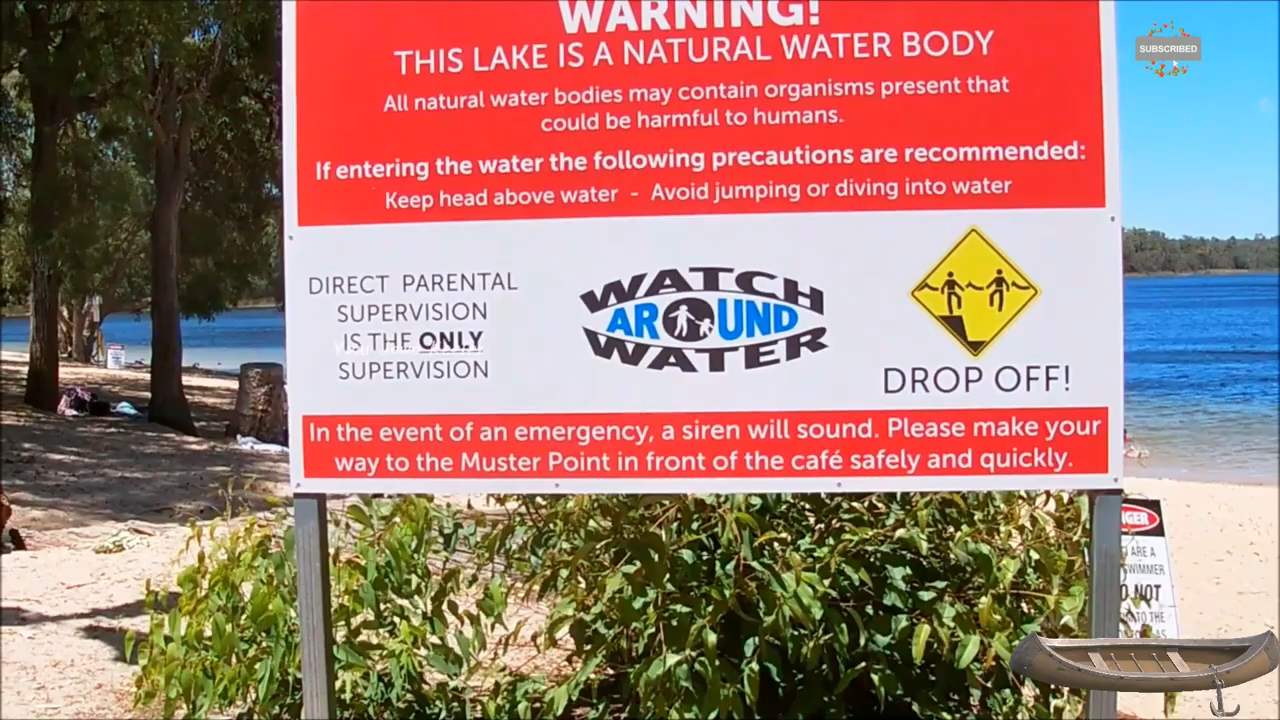 WARNING!
THIS LAKE IS A NATURAL WATER BODY
All natural water bodies may contain organisms present that
could be harmful to humans.
If entering the water the following precautions are recommended:
Keep head above water - Avoid jumping or diving into water
DIRECT PARENTAL
SUPERVISION
IS THE ONLY
SUPERVISION
WATCH
AROUND
WATER
DROP OFF!
In the event of an emergency, a siren will sound. Please make your
way to the Muster Point in front of the café safely and quickly.
SUBSCRIBED
ARE A
NOT
TO THE